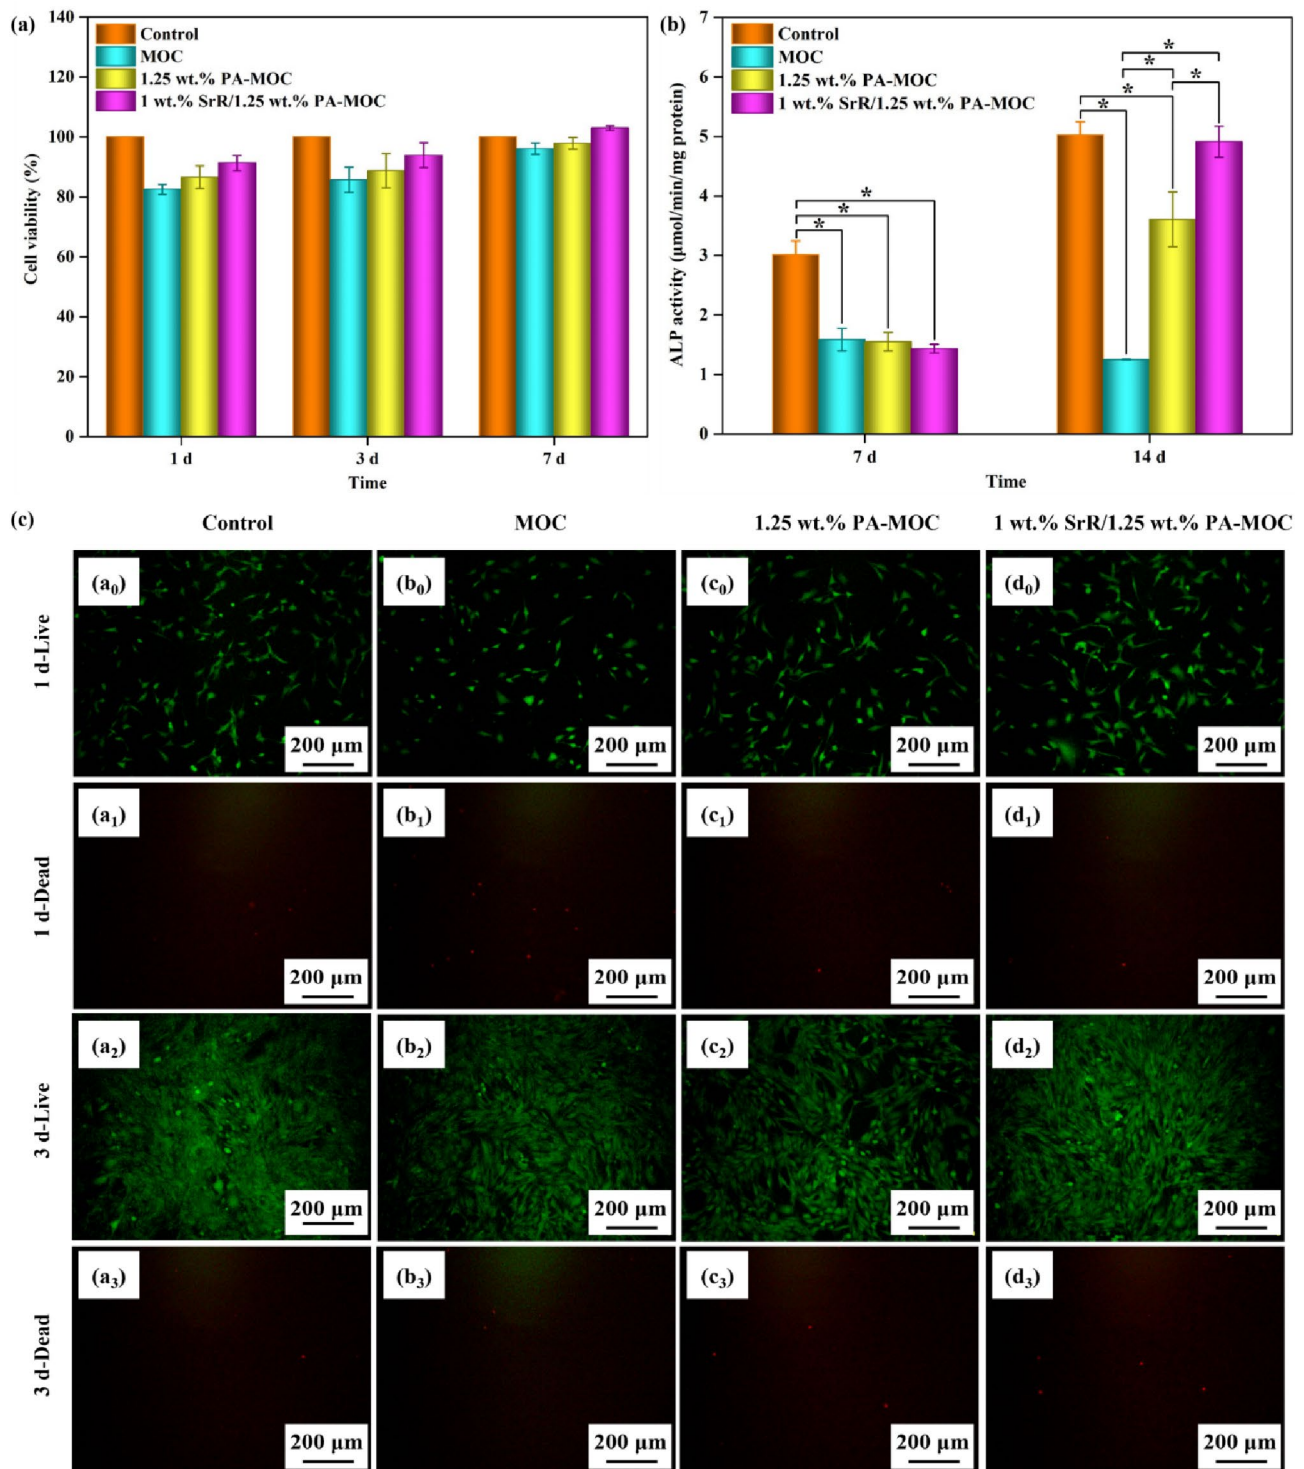 (a)
140
120
100
80
60
40
20
0
Cell viability (%)
Control
MOC
1.25 wt.% PA-MOC
1 wt.% SrR/1.25 wt.% PA-MOC
1 d
3 d
7 d
Time
(b)
7
6
5
4
3
2
1
0
ALP activity (μmol/min/mg protein)
Control
MOC
1.25 wt.% PA-MOC
1 wt.% SrR/1.25 wt.% PA-MOC
*
*
*
*
*
*
*
*
7 d
14 d
Time
(c)
Control
MOC
1.25 wt.% PA-MOC
1 wt.% SrR/1.25 wt.% PA-MOC
1 d-Live
(a0)
200 μm
(b0)
200 μm
(c0)
200 μm
(d0)
200 μm
1 d-Dead
(a1)
200 μm
(b1)
200 μm
(c1)
200 μm
(d1)
200 μm
3 d-Live
(a2)
200 μm
(b2)
200 μm
(c2)
200 μm
(d2)
200 μm
3 d-Dead
(a3)
200 μm
(b3)
200 μm
(c3)
200 μm
(d3)
200 μm